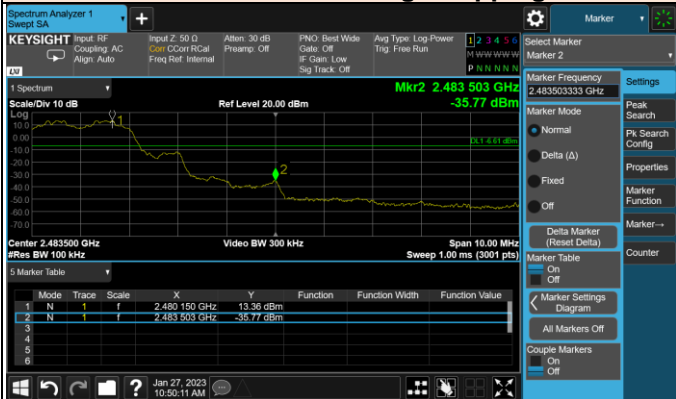 Spectrum Analyzer 1
Swept SA
Marker
KEYSIGHT
Input: RF
Coupling: AC
Align: Auto
Input Z: 50 Ω
Corr CCorr RCal
Freq Ref: Internal
Atten: 30 dB
Preamp: Off
PNO: Best Wide
Gate: Off
IF Gain: Low
Sig Track: Off
Avg Type: Log-Power
Trig: Free Run
1 2 3 4 5 6
M W W W W W
P N N N N N
LXI
Select Marker
Marker 2
1 Spectrum
Mkr2 2.483 503 GHz
Scale/Div 10 dB
Ref Level 20.00 dBm
-35.77 dBm
Log
10.0
0.00
-10.0
-20.0
-30.0
-40.0
-50.0
-60.0
-70.0
1
2
DL1 -6.61 dBm
Center 2.483500 GHz
Video BW 300 kHz
Span 10.00 MHz
#Res BW 100 kHz
Sweep 1.00 ms (3001 pts)
5 Marker Table
Mode Trace Scale X Y Function Function Width Function Value
1 N 1 f 2.480 150 GHz 13.36 dBm
2 N 1 f 2.483 503 GHz -35.77 dBm
3
4
5
6
Marker Frequency
2.483503333 GHz
Marker Mode
Normal
Delta (Δ)
Fixed
Off
Delta Marker
(Reset Delta)
Marker Table
On
Off
Marker Settings
Diagram
All Markers Off
Couple Markers
On
Off
Settings
Peak
Search
Pk Search
Config
Properties
Marker
Function
Marker→
Counter
?
Jan 27, 2023
10:50:11 AM